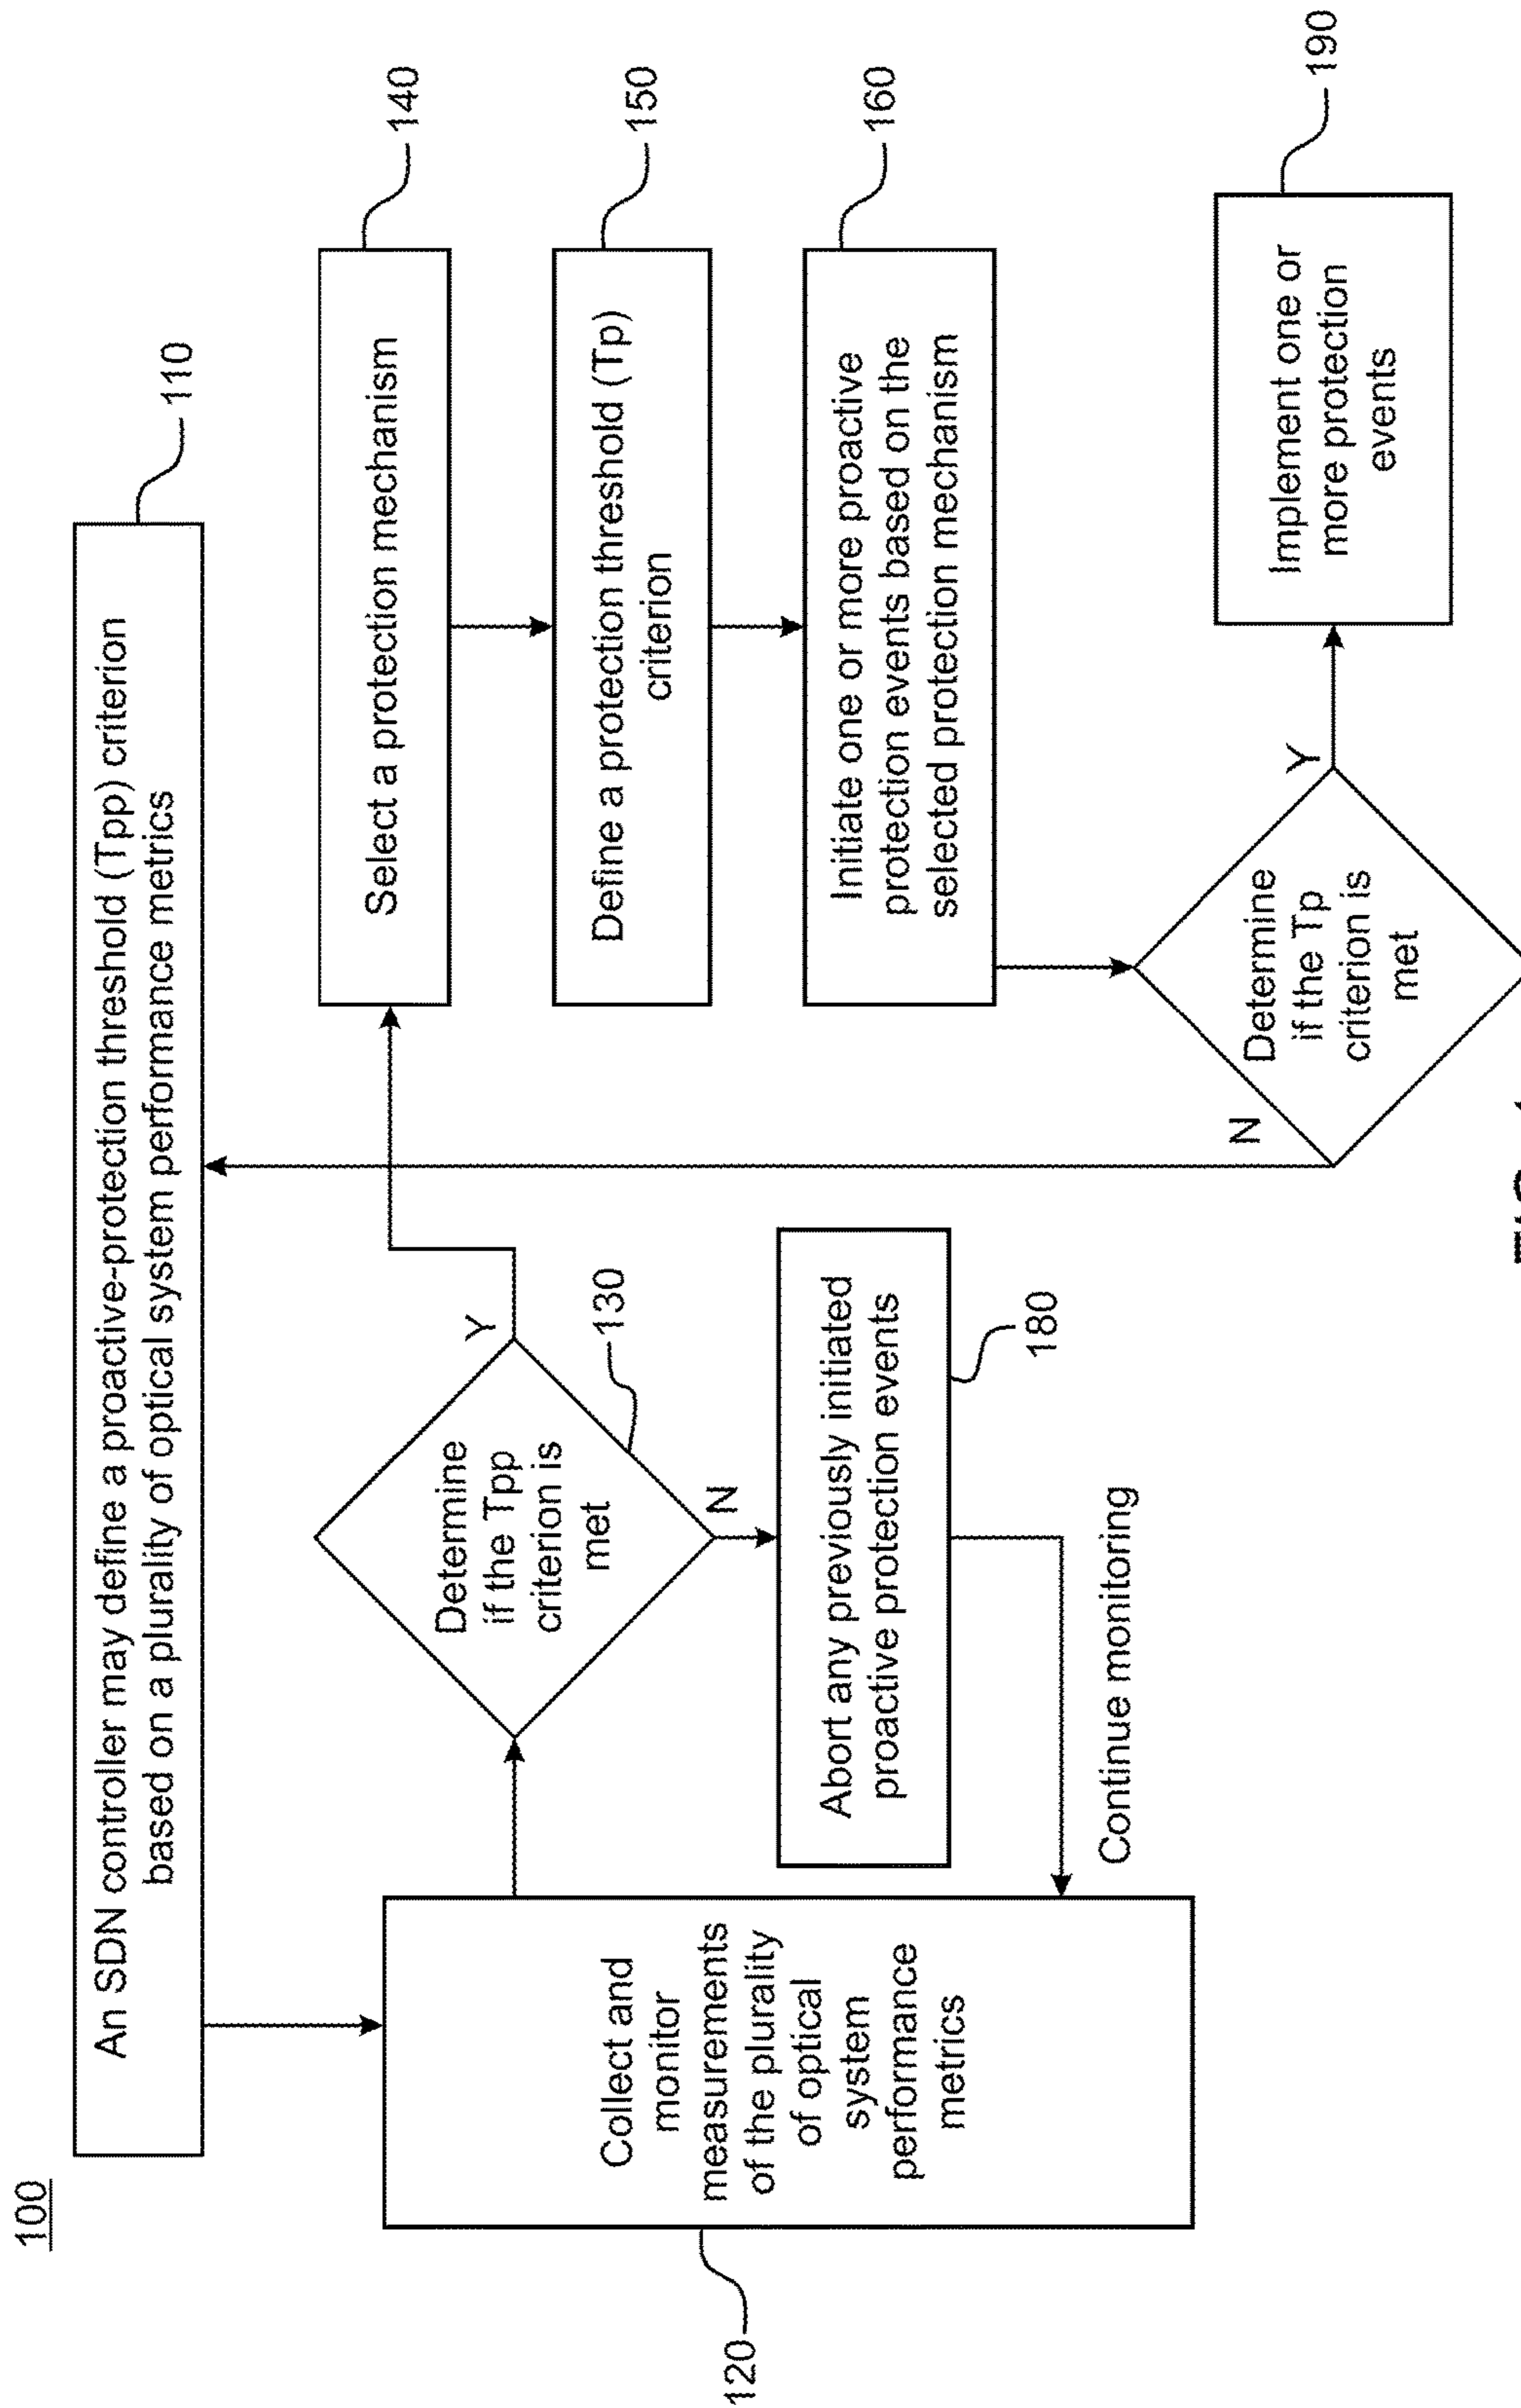 100
An SDN controller may define a proactive-protection threshold (Tpp) criterion
based on a plurality of optical system performance metrics
110
120
Collect and
monitor
measurements
of the plurality
of optical
system
performance
metrics
Determine
if the Tpp
criterion is
met
130
Y
N
Abort any previously initiated
proactive protection events
180
Continue monitoring
Select a protection mechanism
140
Define a protection threshold (Tp)
criterion
150
Initiate one or more proactive
protection events based on the
selected protection mechanism
160
Determine
if the Tp
criterion is
met
N
Y
Implement one or
more protection
events
190